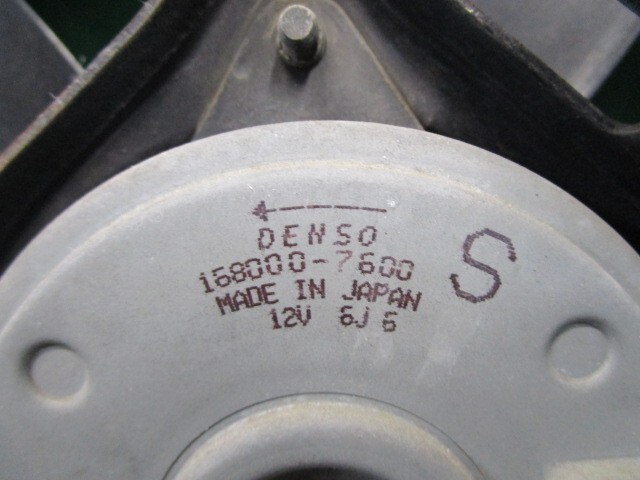 DENSO
168000-7600
MADE IN JAPAN
12V 6J 6
S